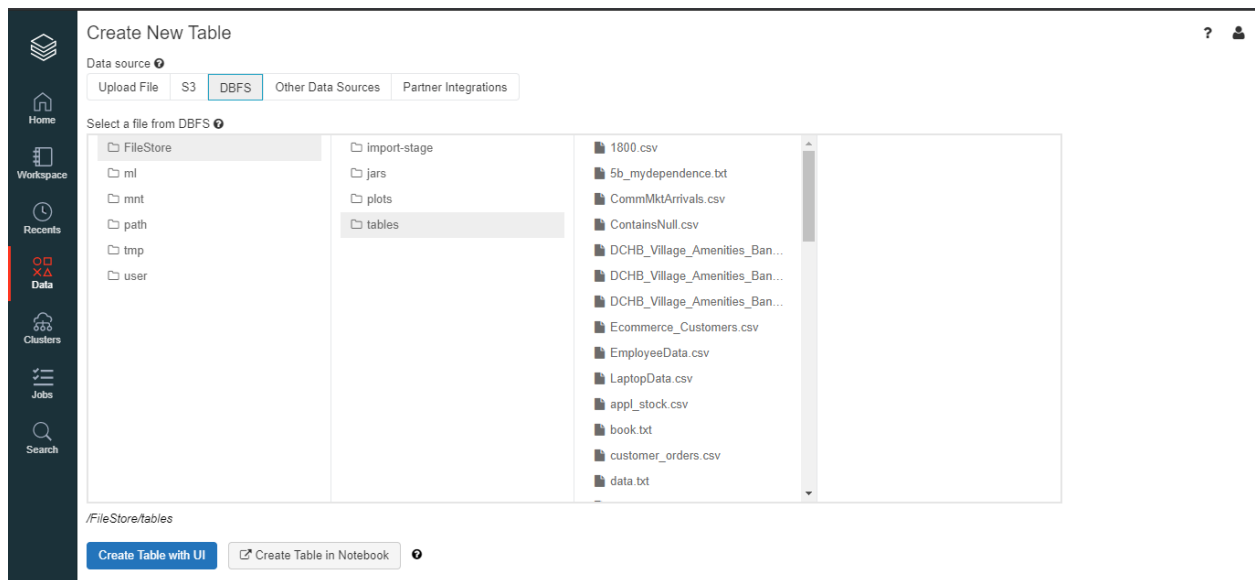 Create New Table
?
Data source ?
Upload File S3 DBFS Other Data Sources Partner Integrations
Select a file from DBFS ?
Home
Workspace
Recents
Data
Clusters
Jobs
Search
FileStore
ml
mnt
path
tmp
user
import-stage
jars
plots
tables
1800.csv
5b_mydependence.txt
CommMktArrivals.csv
ContainsNull.csv
DCHB_Village_Amenities_Ban...
DCHB_Village_Amenities_Ban...
DCHB_Village_Amenities_Ban...
Ecommerce_Customers.csv
EmployeeData.csv
LaptopData.csv
appl_stock.csv
book.txt
customer_orders.csv
data.txt
/FileStore/tables
Create Table with UI Create Table in Notebook ?